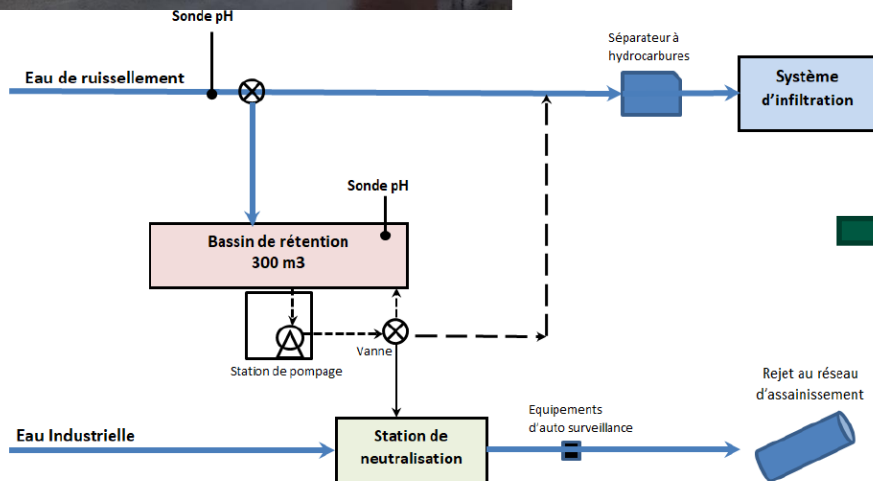 Sonde pH
Séparateur à
hydrocarbures
Eau de ruissellement
Système
d'infiltration
Sonde pH
Bassin de rétention
300 m3
Vanne
Station de pompage
Rejet au réseau
d'assainissement
Equipements
d'auto surveillance
Eau Industrielle
Station de
neutralisation